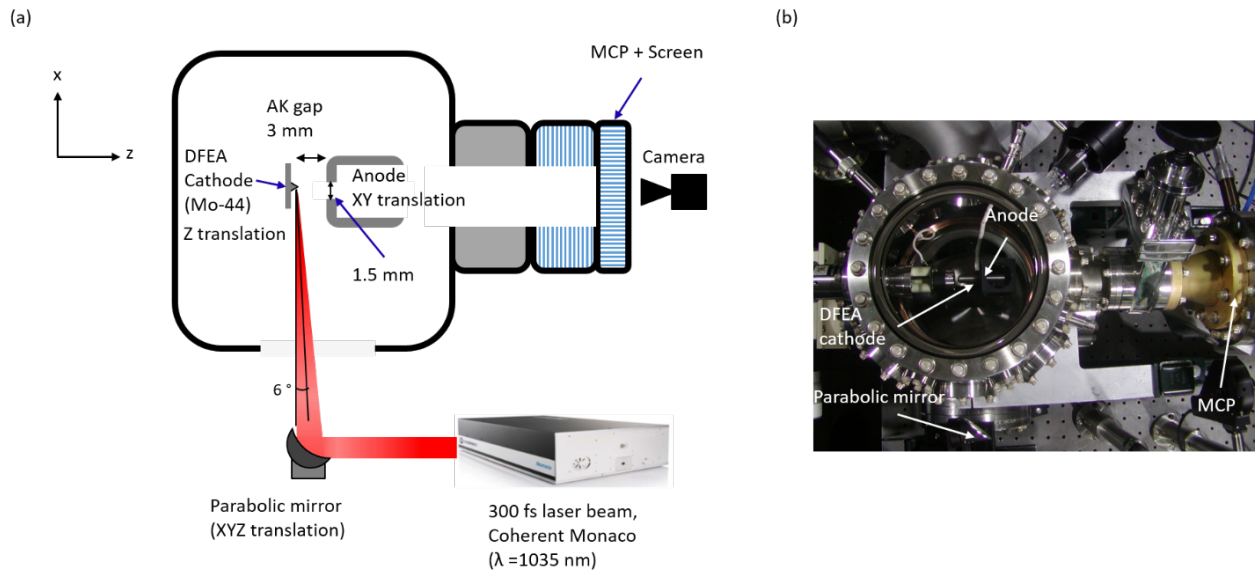 (a)
(b)
MCP + Screen
x
AK gap
3 mm
z
DFEA
Cathode
(Mo-44)
Z translation
Anode
XY translation
Camera
1.5 mm
6°
Parabolic mirror
(XYZ translation)
300 fs laser beam,
Coherent Monaco
(λ =1035 nm)
Anode
DFEA
cathode
Parabolic mirror
MCP